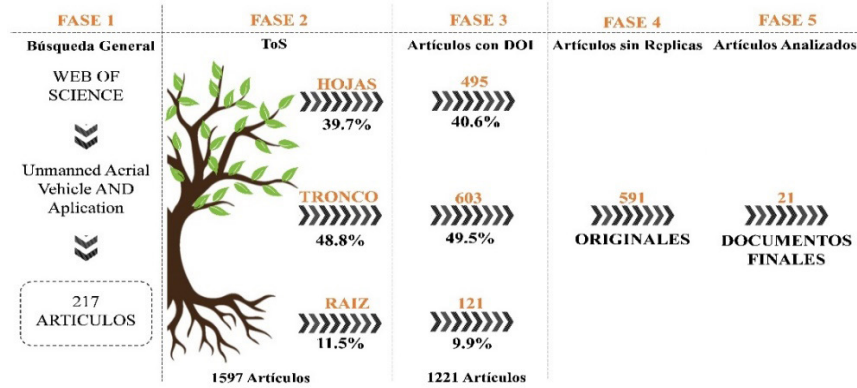 FASE 1
Búsqueda General
WEB OF
SCIENCE
Unmanned Aerial
Vehicle AND
Aplication
217
ARTICULOS
FASE 2
ToS
HOJAS
39.7%
TRONCO
48.8%
RAIZ
11.5%
1597 Artículos
FASE 3
Artículos con DOI
495
40.6%
603
49.5%
121
9.9%
1221 Artículos
FASE 4
Artículos sin Replicas
591
ORIGINALES
FASE 5
Artículos Analizados
21
DOCUMENTOS
FINALES